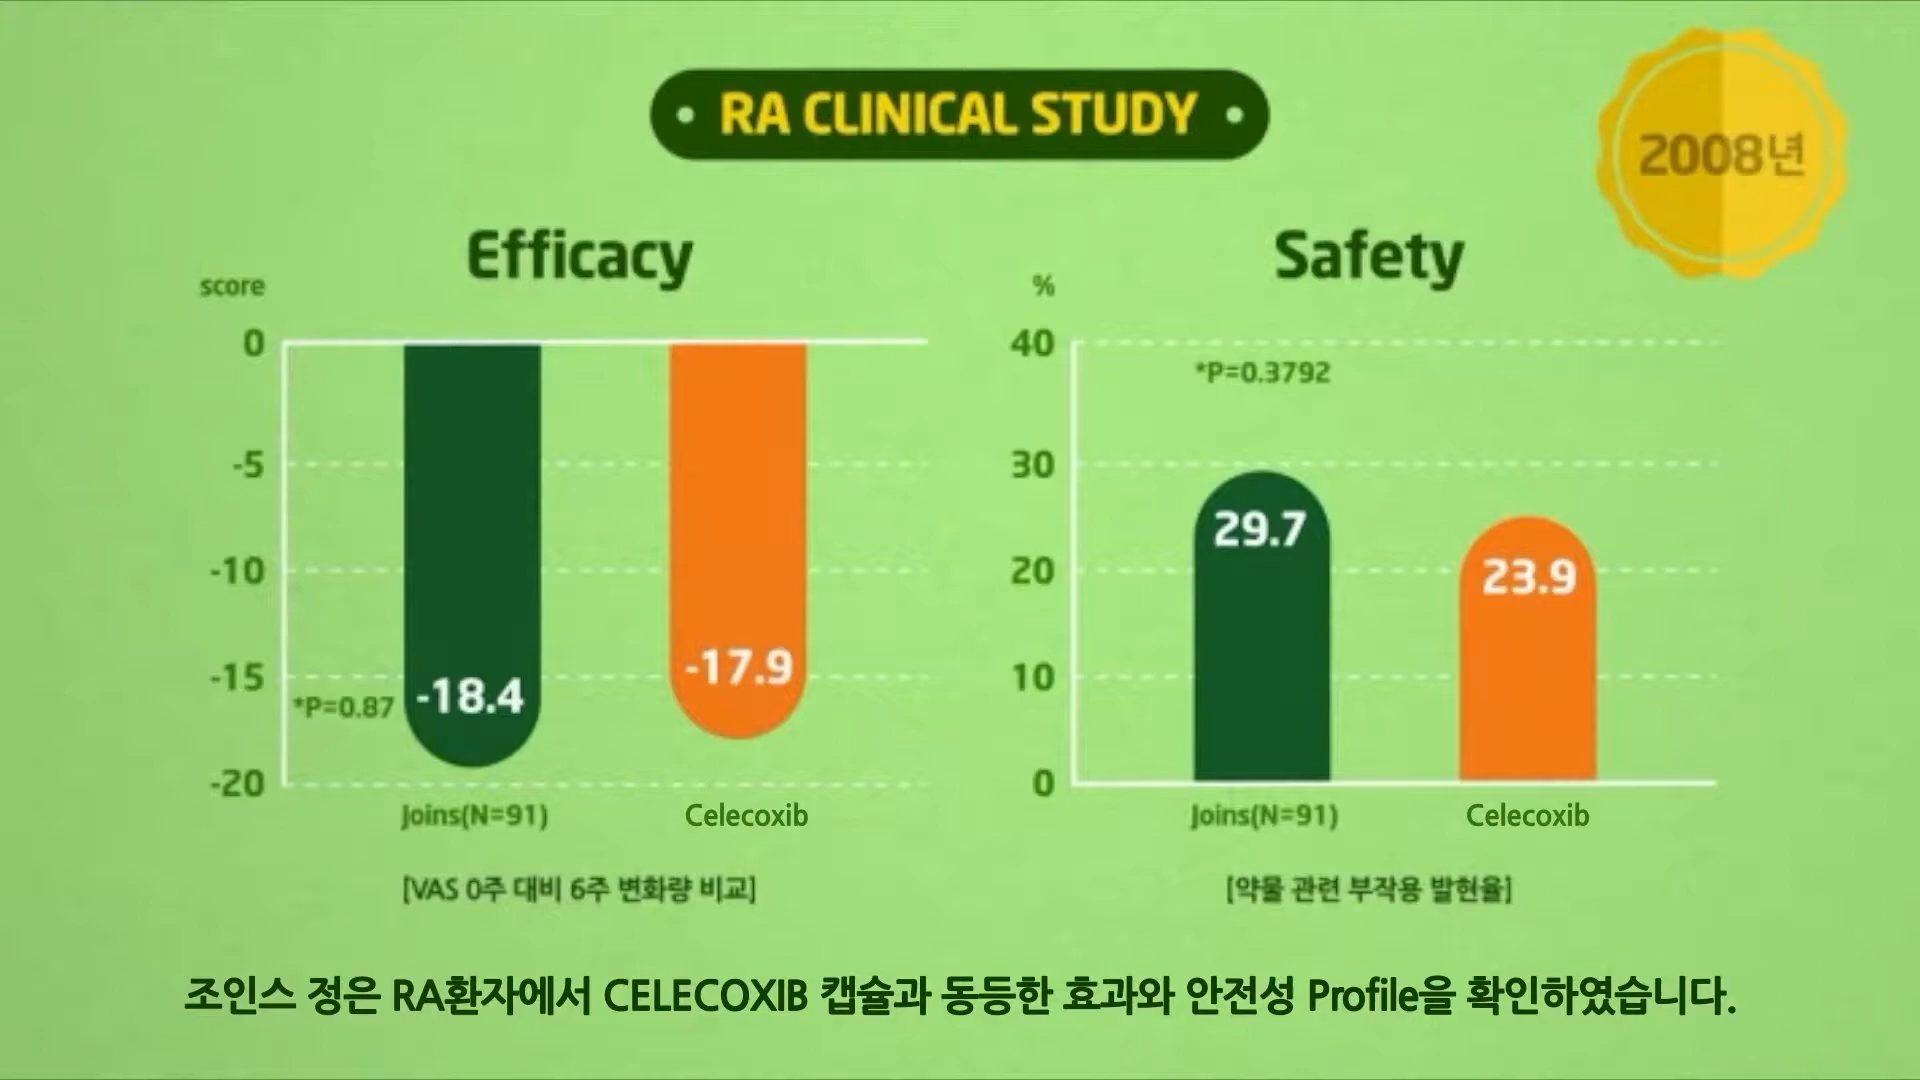 RA CLINICAL STUDY
2008년
Efficacy
score
0
-5
-10
-15
-20
*P=0.87
-18.4
-17.9
Joins(N=91)
Celecoxib
[VAS 0주 대비 6주 변화량 비교]
Safety
%
40
30
20
10
0
*P=0.3792
29.7
23.9
Joins(N=91)
Celecoxib
[약물 관련 부작용 발현율]
조인스 정은 RA환자에서 CELECOXIB 캡슐과 동등한 효과와 안전성 Profile을 확인하였습니다.